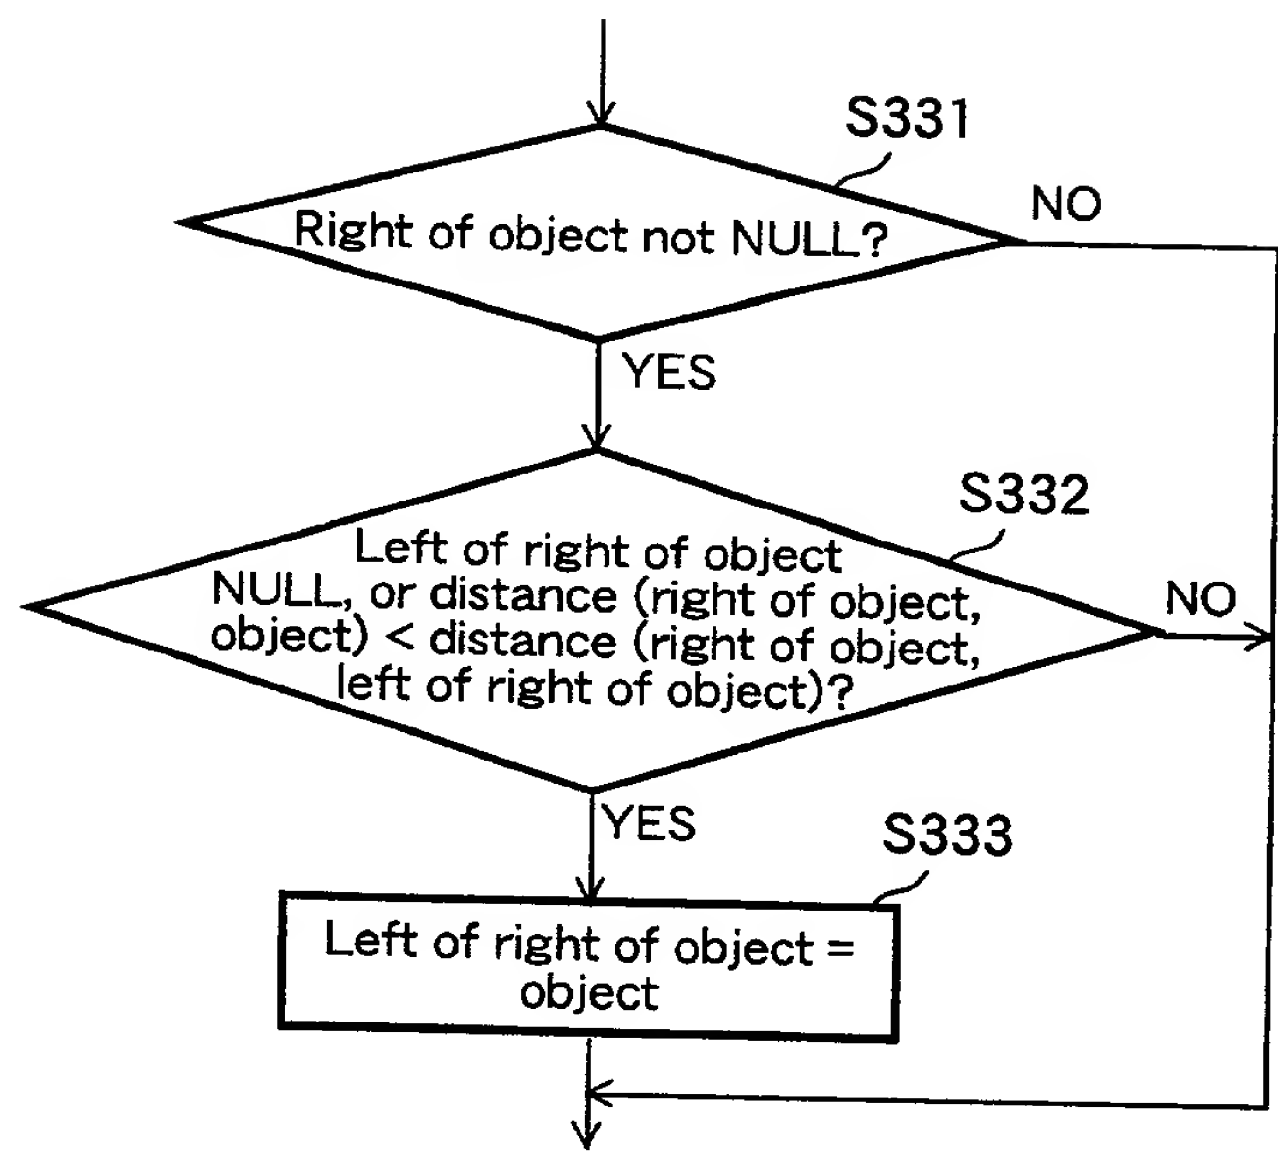 S331
Right of object not NULL?
NO
YES
S332
Left of right of object
NULL, or distance (right of object,
object) < distance (right of object,
left of right of object)?
NO
YES
S333
Left of right of object =
object